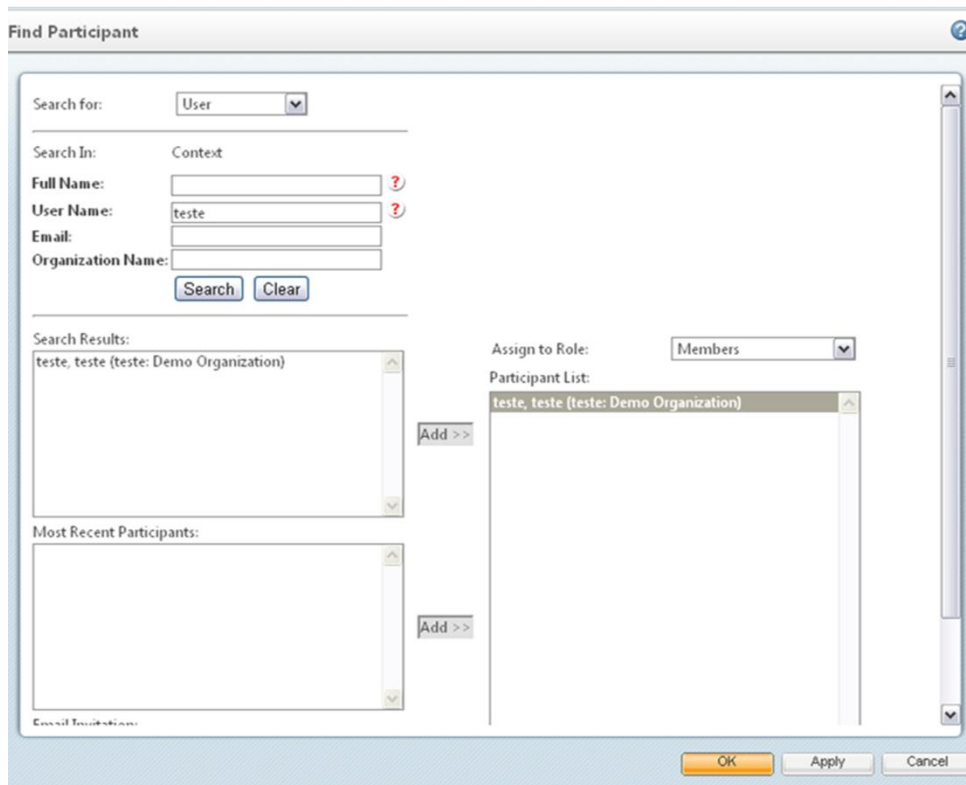 Find Participant
?
Search for: User
Search In: Context
Full Name: ?
User Name: teste ?
Email:
Organization Name:
Search Clear
Search Results:
teste, teste (teste: Demo Organization)
Add >>
Assign to Role: Members
Participant List:
teste, teste (teste: Demo Organization)
Most Recent Participants:
Add >>
Email Invitation:
OK Apply Cancel